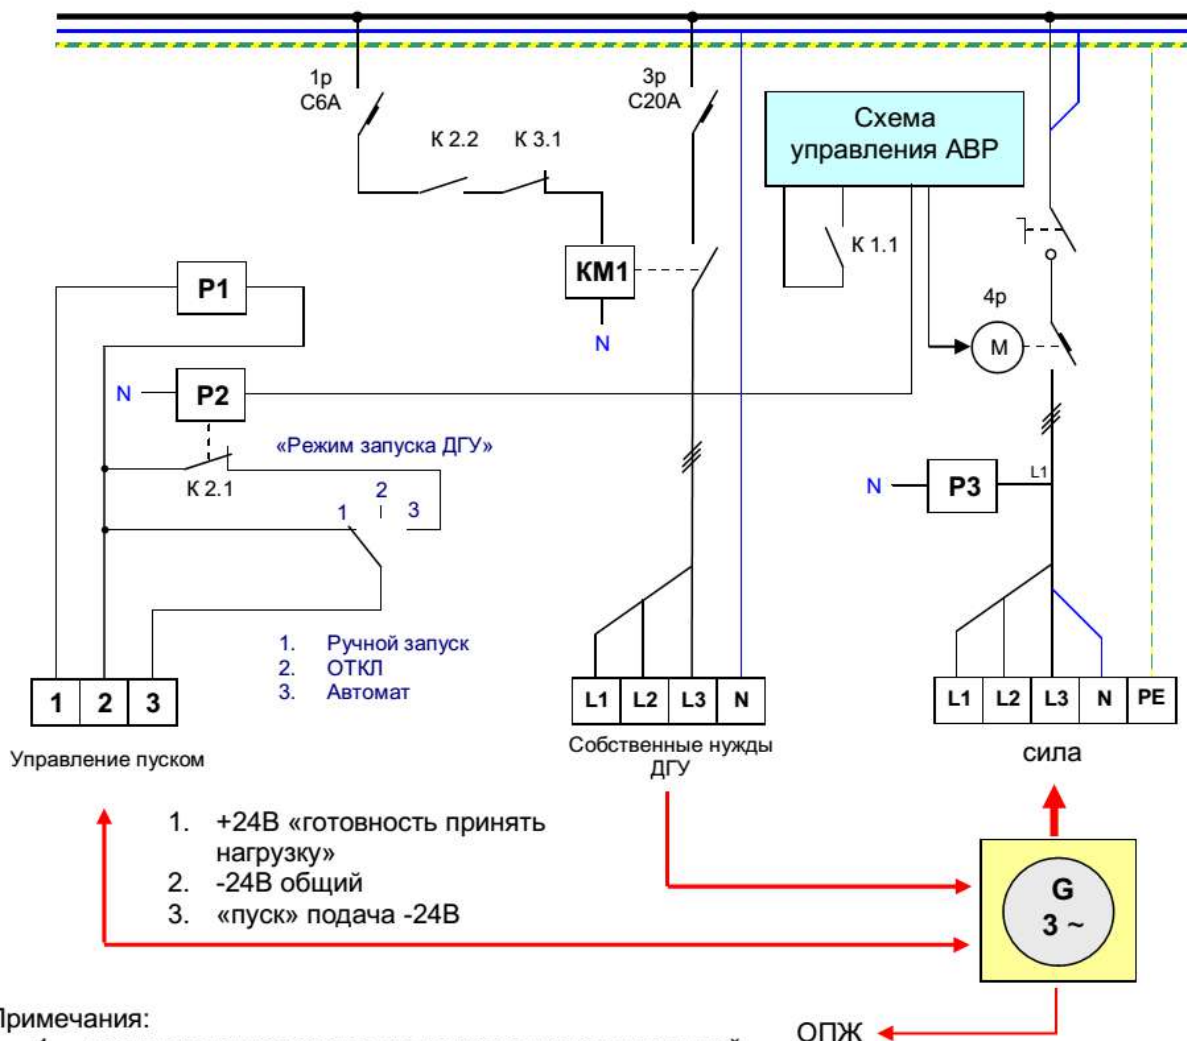 1р
С6А
3р
С20А
К 2.2
К 3.1
Схема
управления АВР
К 1.1
Р1
КМ1
N
4р
М
N
Р2
«Режим запуска ДГУ»
К 2.1
1
2
3
N
Р3
L1
1. Ручной запуск
2. ОТКЛ
3. Автомат
1 2 3
L1 L2 L3 N
L1 L2 L3 N PE
Управление пуском
Собственные нужды
ДГУ
сила
1. +24В «готовность принять
нагрузку»
2. -24В общий
3. «пуск» подача -24В
G
3 ~
Примечания:
ОПЖ